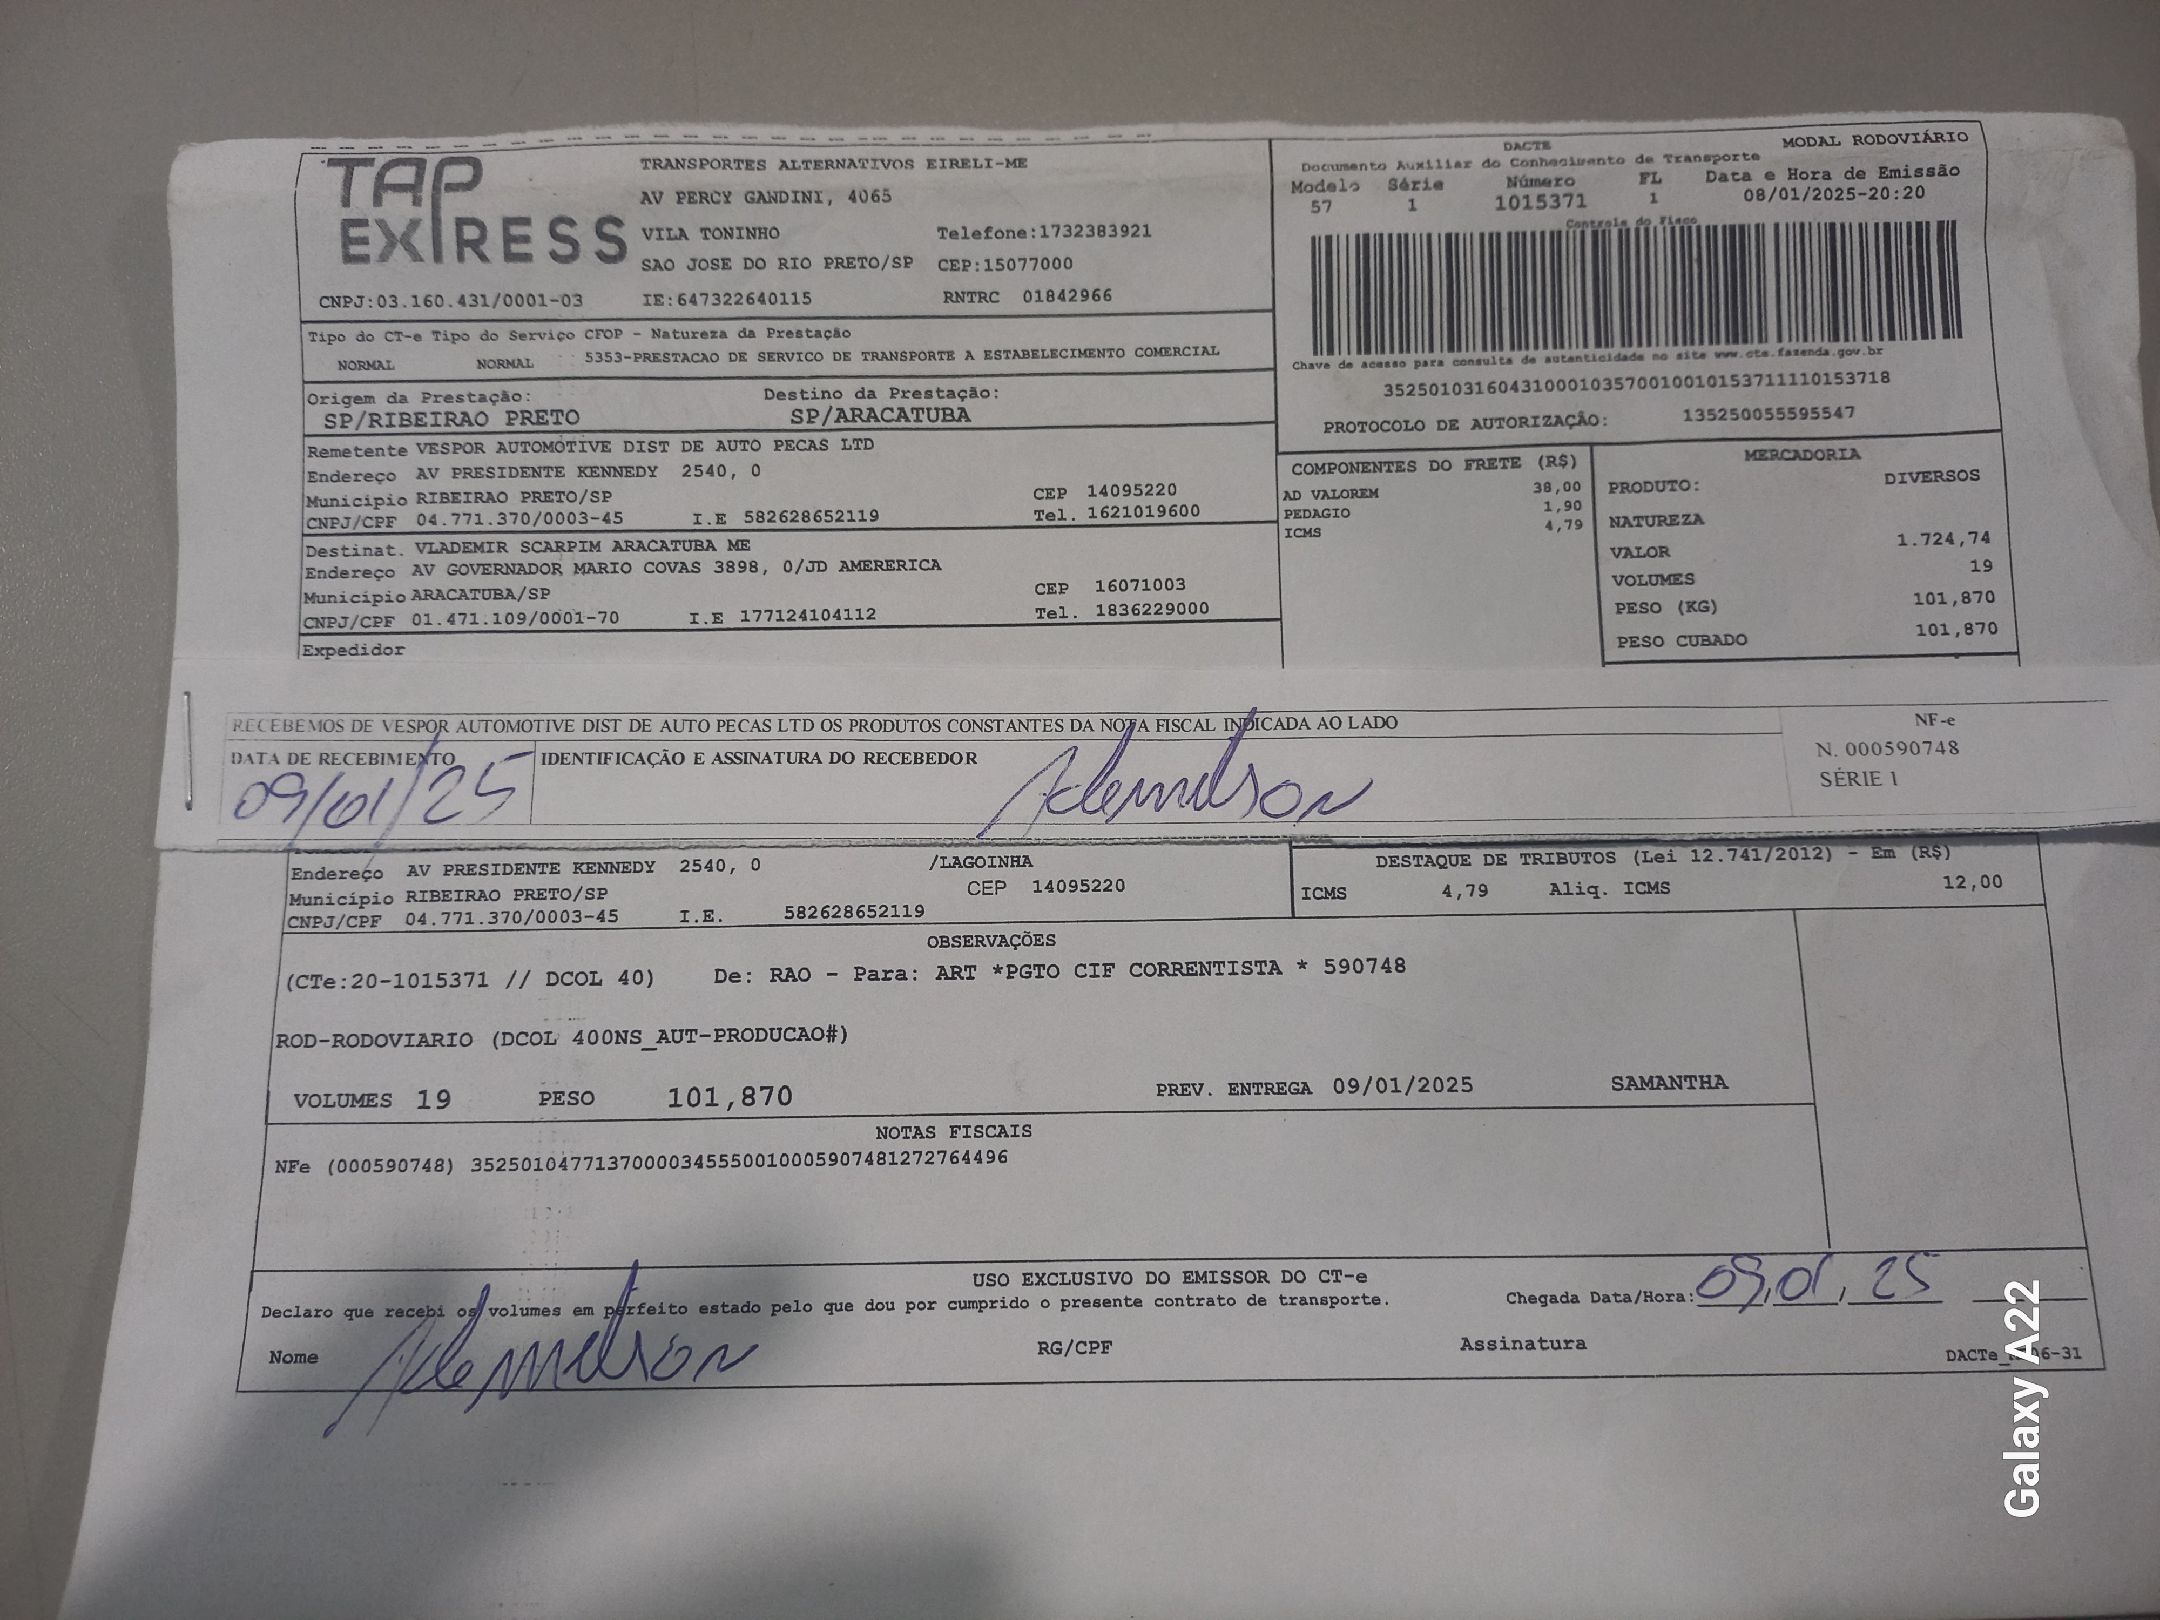 TAP EXPRESS
TRANSPORTES ALTERNATIVOS EIRELI-ME
AV PERCY GANDINI, 4065
VILA TONINHO Telefone:1732383921
SAO JOSE DO RIO PRETO/SP CEP:15077000
CNPJ:03.160.431/0001-03 IE:647322640115 RNTRC 01842966
DACTE MODAL RODOVIÁRIO
Documento Auxiliar do Conhecimento de Transporte
Modelo Série Número FL Data e Hora de Emissão
57 1 1015371 1 08/01/2025-20:20
Controle do Fisco
Chave de acesso para consulta de autenticidade no site www.cte.fazenda.gov.br
35250103160431000103570010010153711110153718
PROTOCOLO DE AUTORIZAÇÃO: 135250055595547
Tipo do CT-e Tipo do Serviço CFOP - Natureza da Prestação
NORMAL NORMAL 5353-PRESTACAO DE SERVICO DE TRANSPORTE A ESTABELECIMENTO COMERCIAL
Origem da Prestação: Destino da Prestação:
SP/RIBEIRAO PRETO SP/ARACATUBA
Remetente VESPOR AUTOMOTIVE DIST DE AUTO PECAS LTD
Endereço AV PRESIDENTE KENNEDY 2540, 0
Município RIBEIRAO PRETO/SP CEP 14095220
CNPJ/CPF 04.771.370/0003-45 I.E 582628652119 Tel. 1621019600
Destinat. VLADEMIR SCARPIM ARACATUBA ME
Endereço AV GOVERNADOR MARIO COVAS 3898, 0/JD AMERERICA
Município ARACATUBA/SP CEP 16071003
CNPJ/CPF 01.471.109/0001-70 I.E 177124104112 Tel. 1836229000
Expedidor
COMPONENTES DO FRETE (R$)
AD VALOREM 38,00
PEDAGIO 1,90
ICMS 4,79
MERCADORIA
PRODUTO: DIVERSOS
NATUREZA
VALOR 1.724,74
VOLUMES 19
PESO (KG) 101,870
PESO CUBADO 101,870
RECEBEMOS DE VESPOR AUTOMOTIVE DIST DE AUTO PECAS LTD OS PRODUTOS CONSTANTES DA NOTA FISCAL INDICADA AO LADO
DATA DE RECEBIMENTO IDENTIFICAÇÃO E ASSINATURA DO RECEBEDOR
09/01/25 Ademilson
NF-e
N. 000590748
SÉRIE 1
Endereço AV PRESIDENTE KENNEDY 2540, 0 /LAGOINHA
Município RIBEIRAO PRETO/SP CEP 14095220
CNPJ/CPF 04.771.370/0003-45 I.E. 582628652119
DESTAQUE DE TRIBUTOS (Lei 12.741/2012) - Em (R$)
ICMS 4,79 Aliq. ICMS 12,00
OBSERVAÇÕES
(CTe:20-1015371 // DCOL 40) De: RAO - Para: ART *PGTO CIF CORRENTISTA * 590748
ROD-RODOVIARIO (DCOL 400NS_AUT-PRODUCAO#)
VOLUMES 19 PESO 101,870 PREV. ENTREGA 09/01/2025 SAMANTHA
NOTAS FISCAIS
NFe (000590748) 35250104771370000345550010005907481272764496
USO EXCLUSIVO DO EMISSOR DO CT-e
Declaro que recebi os volumes em perfeito estado pelo que dou por cumprido o presente contrato de transporte. Chegada Data/Hora: 09,01,25
Nome Ademilson RG/CPF Assinatura
Galaxy A22